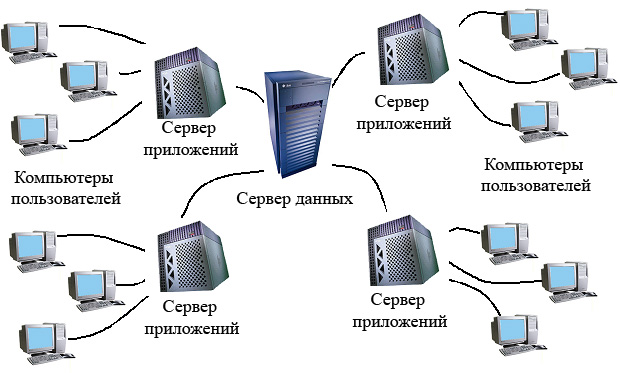 Сервер
приложений
Сервер
приложений
Компьютеры
пользователей
Сервер данных
Компьютеры
пользователей
Сервер
приложений
Сервер
приложений